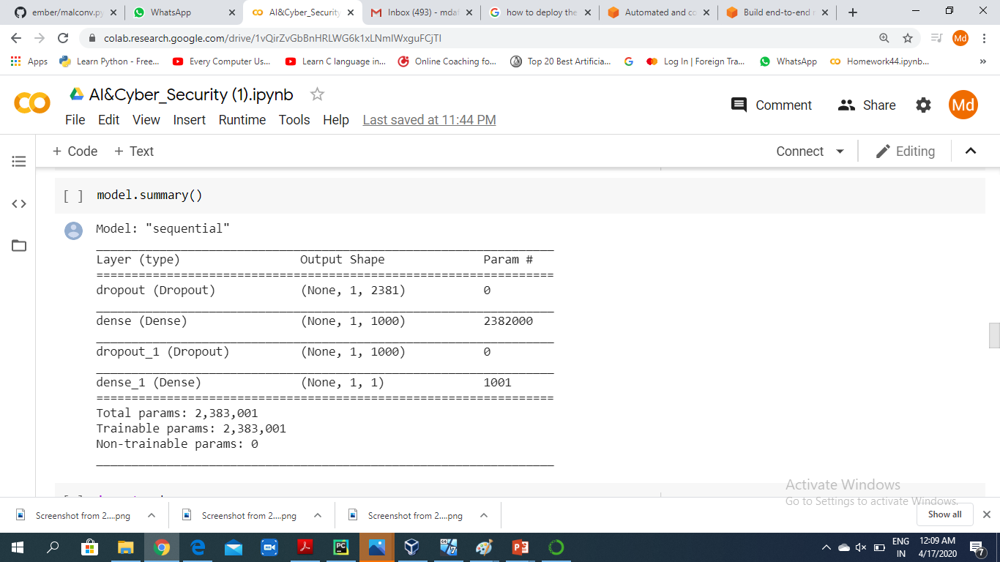 ember/malconv.py
WhatsApp
AI&Cyber_Security
Inbox (493) - mdaf
how to deploy the
Automated and co
Build end-to-end
colab.research.google.com/drive/1vQirZvGbBnHRLWG6k1xLNmIWxguFCjTI
Md
Apps
Learn Python - Free...
Every Computer Us...
Learn C language in...
Online Coaching fo...
Top 20 Best Artificia...
Log In | Foreign Tra...
WhatsApp
Homework44.ipynb...
AI&Cyber_Security (1).ipynb
Comment
Share
Md
File Edit View Insert Runtime Tools Help Last saved at 11:44 PM
+ Code + Text
Connect
Editing
[ ] model.summary()
Model: "sequential"
Layer (type) Output Shape Param #
=================================================================
dropout (Dropout) (None, 1, 2381) 0
dense (Dense) (None, 1, 1000) 2382000
dropout_1 (Dropout) (None, 1, 1000) 0
dense_1 (Dense) (None, 1, 1) 1001
=================================================================
Total params: 2,383,001
Trainable params: 2,383,001
Non-trainable params: 0
Activate Windows
Go to Settings to activate Windows.
Screenshot from 2....png
Screenshot from 2....png
Screenshot from 2....png
Show all
ENG
IN
12:09 AM
4/17/2020
7